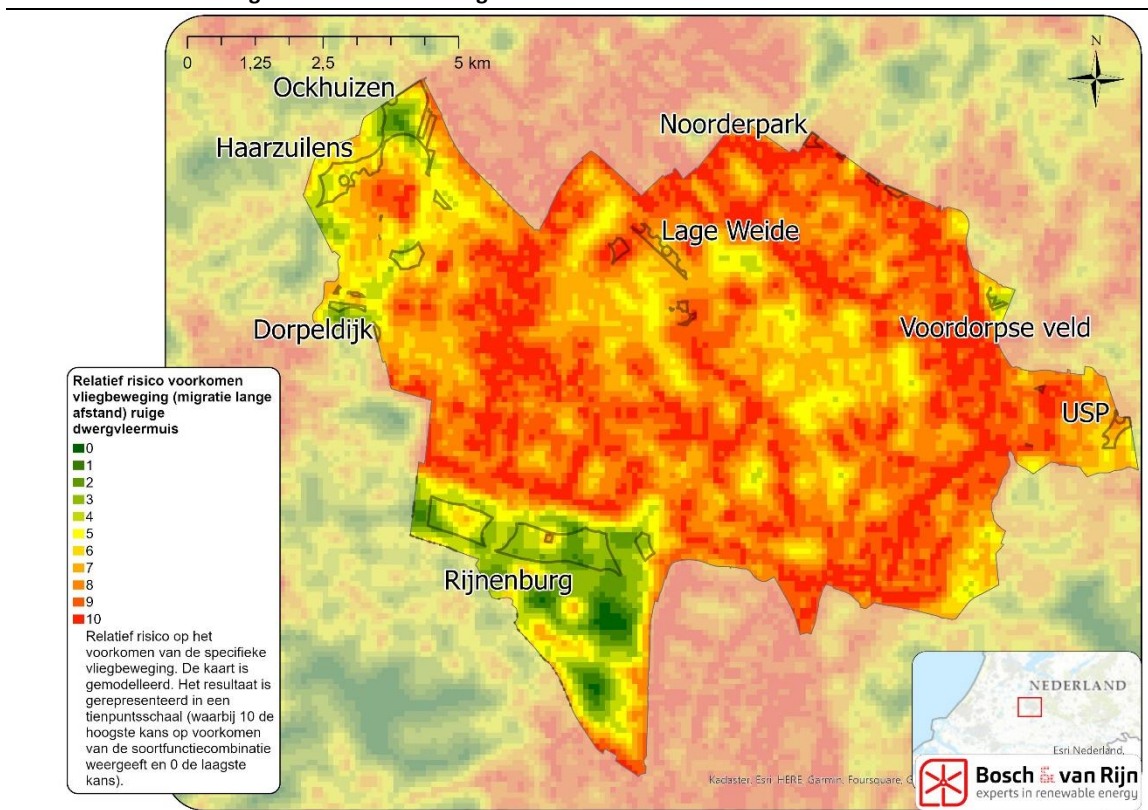 N
0 1,25 2,5 5 km
Ockhuizen
Haarzuilens
Noorderpark
Lage Weide
Dorpeldijk
Voordorpse veld
USP
Rijnenburg
Relatief risico voorkomen
vliegbeweging (migratie lange
afstand) ruige
dwergvleermuis
0
1
2
3
4
5
6
7
8
9
10
Relatief risico op het
voorkomen van de specifieke
vliegbeweging. De kaart is
gemodelleerd. Het resultaat is
gerepresenteerd in een
tienpuntsschaal (waarbij 10 de
hoogste kans op voorkomen
van de soortfunctiecombinatie
weergeeft en 0 de laagste
kans).
NEDERLAND
Esri Nederland,
Kadaster, Esri, HERE, Garmin, Foursquare,
Bosch & van Rijn
experts in renewable energy